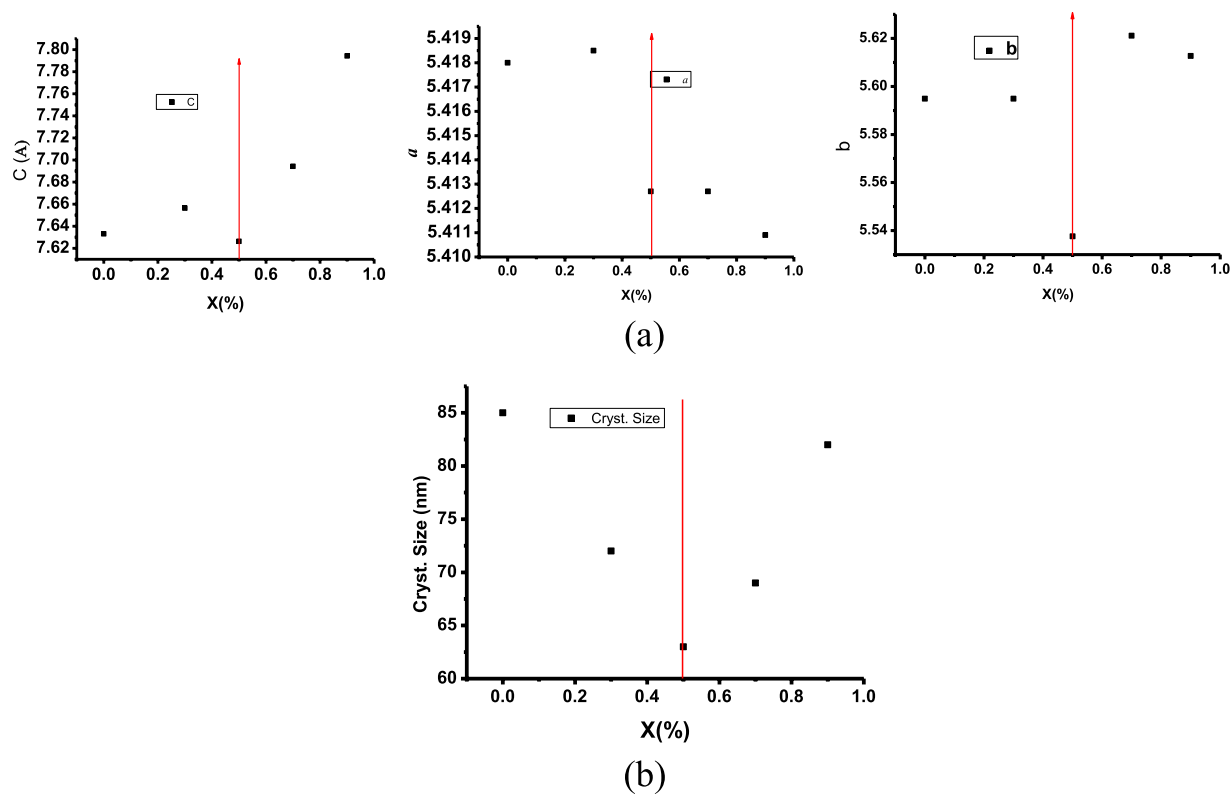 C (A)
7.80
7.78
7.76
7.74
7.72
7.70
7.68
7.66
7.64
7.62
C
0.0 0.2 0.4 0.6 0.8 1.0
X(%)
a
5.419
5.418
5.417
5.416
5.415
5.414
5.413
5.411
5.410
a
0.0 0.2 0.4 0.6 0.8 1.0
X(%)
b
5.62
5.60
5.58
5.56
5.54
b
0.0 0.2 0.4 0.6 0.8 1.0
X(%)
(a)
Cryst. Size (nm)
85
80
75
70
65
60
Cryst. Size
0.0 0.2 0.4 0.6 0.8 1.0
X(%)
(b)